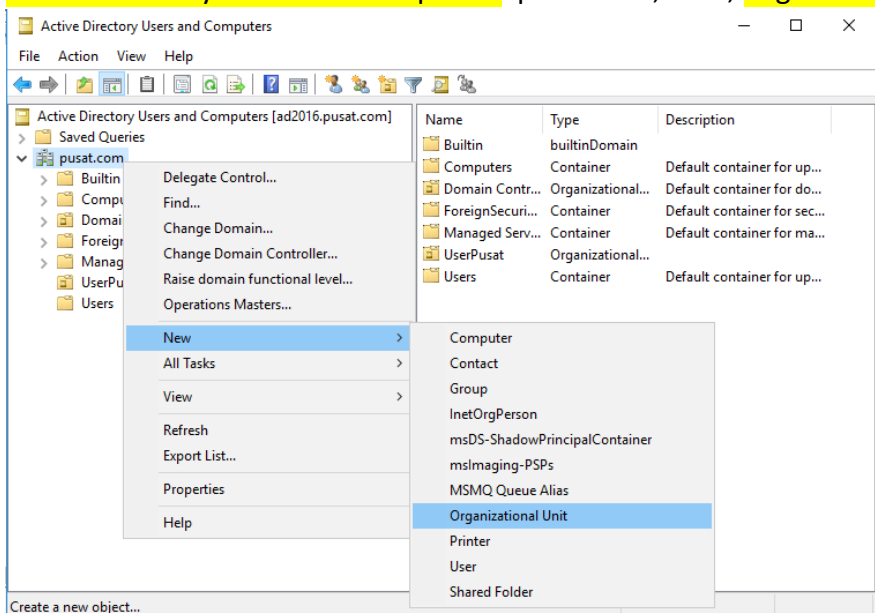 Active Directory Users and Computers
File Action View Help
Active Directory Users and Computers [ad2016.pusat.com]
Saved Queries
pusat.com
Builtin
Compu
Domai
Foreigr
Manag
UserPu
Users
Name Type Description
Builtin builtinDomain
Computers Container Default container for up...
Domain Contr... Organizational... Default container for do...
ForeignSecuri... Container Default container for sec...
Managed Serv... Container Default container for ma...
UserPusat Organizational...
Users Container Default container for up...
Delegate Control...
Find...
Change Domain...
Change Domain Controller...
Raise domain functional level...
Operations Masters...
New
All Tasks
View
Refresh
Export List...
Properties
Help
Computer
Contact
Group
InetOrgPerson
msDS-ShadowPrincipalContainer
msImaging-PSPs
MSMQ Queue Alias
Organizational Unit
Printer
User
Shared Folder
Create a new object...